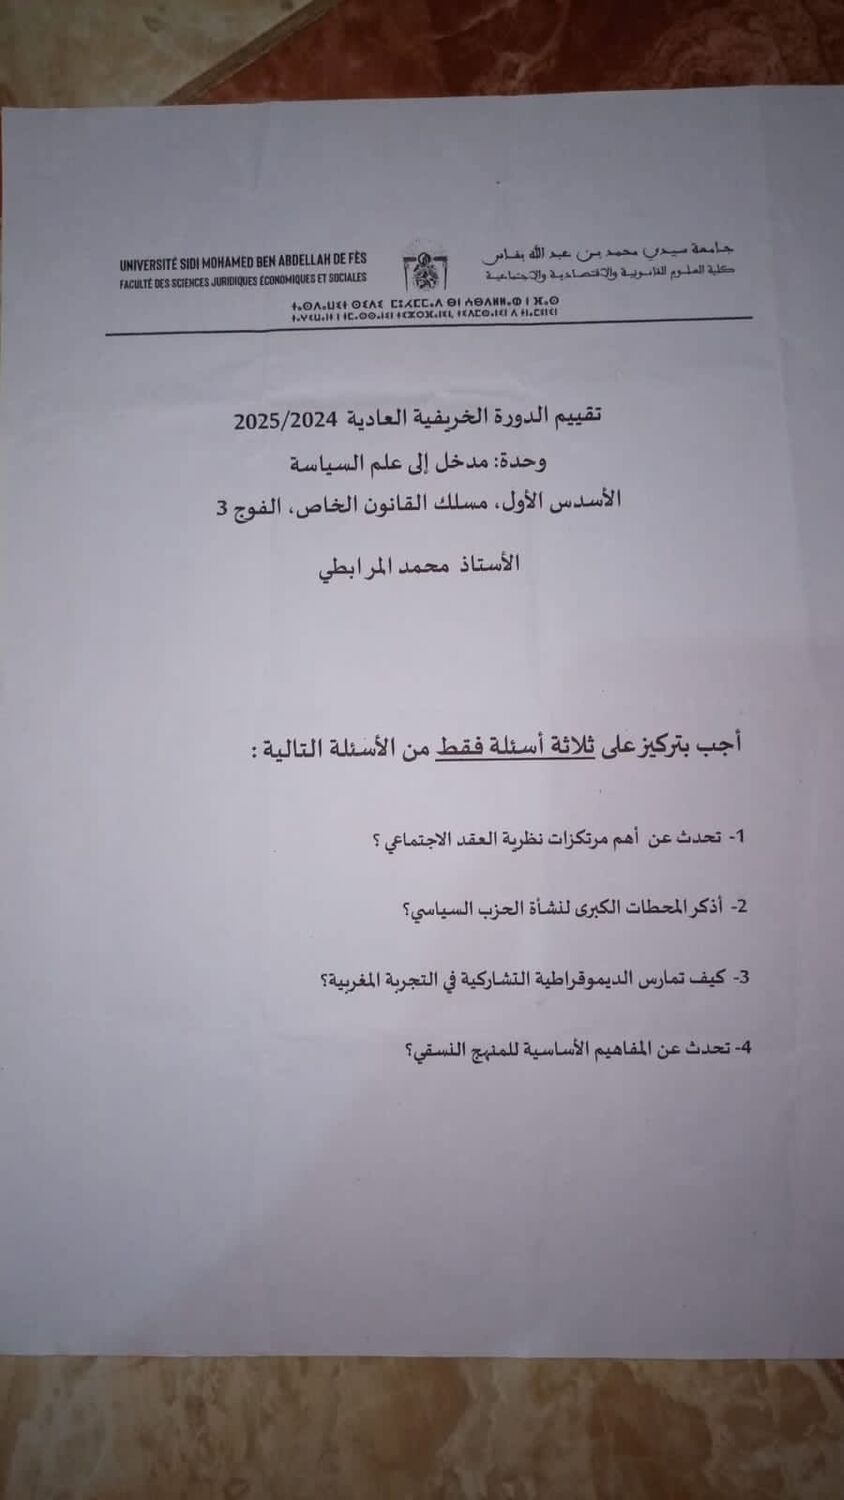 جامعة سيدي محمد بن عبد الله بفاس
كلية العلوم القانونية والاقتصادية والاجتماعية
UNIVERSITÉ SIDI MOHAMED BEN ABDELLAH DE FÈS
FACULTÉ DES SCIENCES JURIDIQUES ÉCONOMIQUES ET SOCIALES
تقييم الدورة الخريفية العادية 2025/2024
وحدة: مدخل إلى علم السياسة
الأسدس الأول، مسلك القانون الخاص، الفوج 3
الأستاذ محمد المرابطي
أجب بتركيز على ثلاثة أسئلة فقط من الأسئلة التالية :
1- تحدث عن أهم مرتكزات نظرية العقد الاجتماعي ؟
2- أذكر المحطات الكبرى لنشأة الحزب السياسي؟
3- كيف تمارس الديموقراطية التشاركية في التجربة المغربية؟
4- تحدث عن المفاهيم الأساسية للمنهج النسقي؟